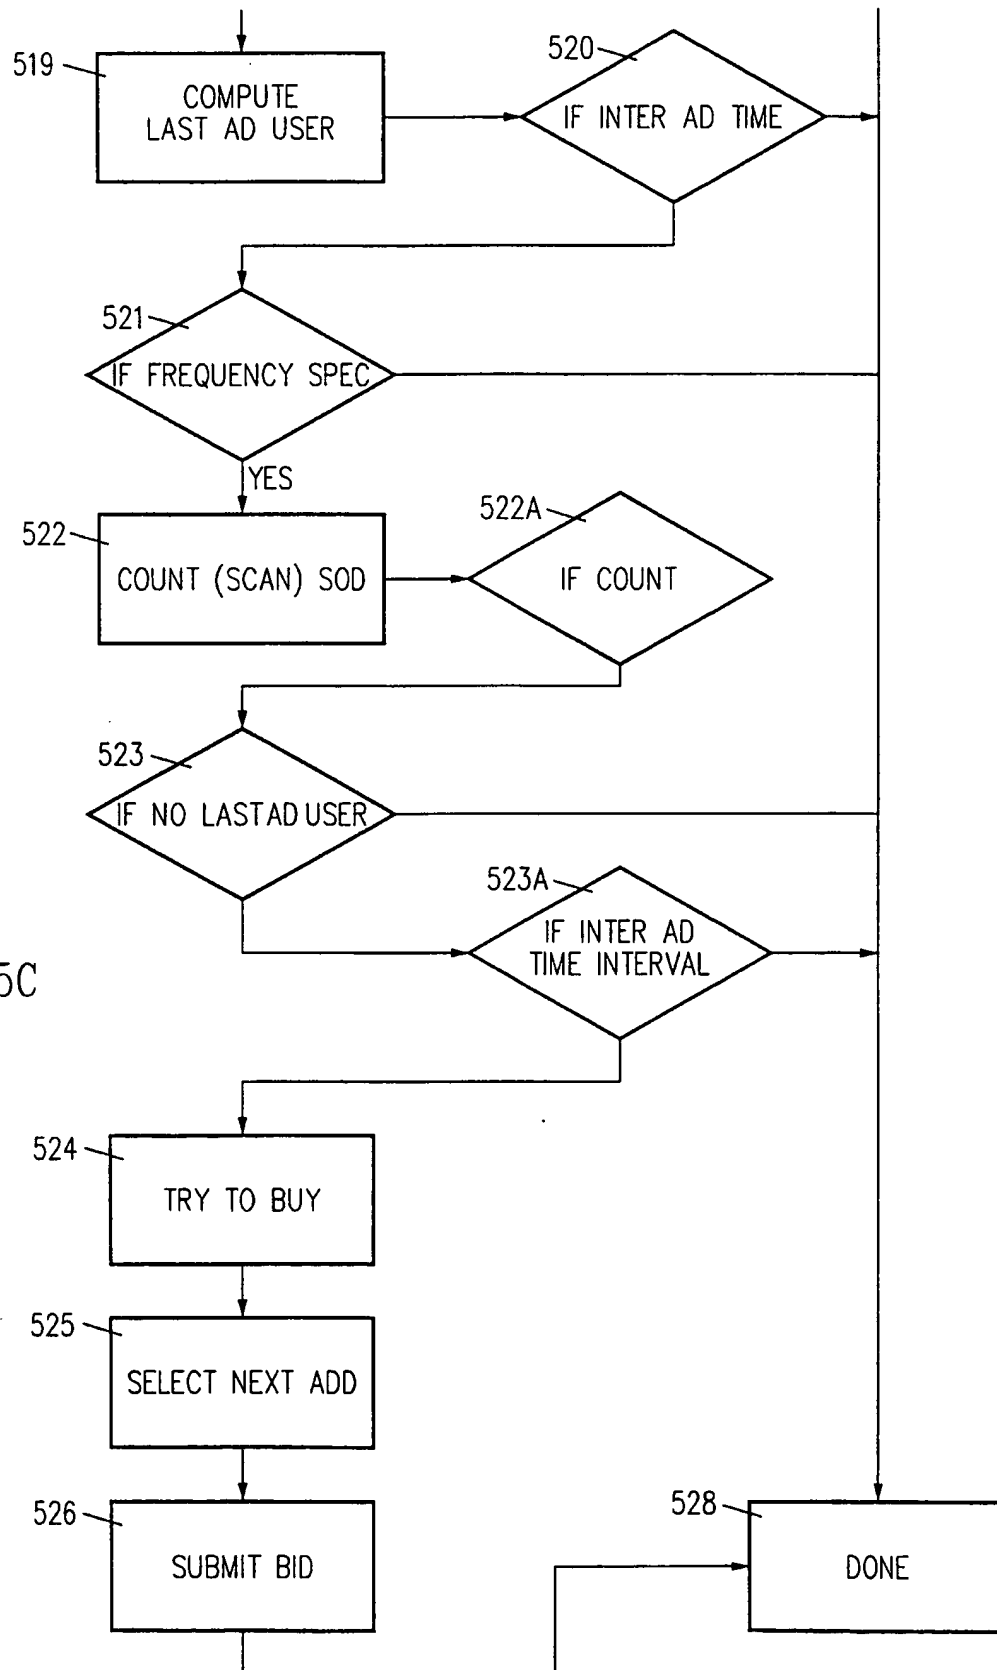 519
COMPUTE
LAST AD USER
520
IF INTER AD TIME
521
IF FREQUENCY SPEC
YES
522
COUNT (SCAN) SOD
522A
IF COUNT
523
IF NO LAST AD USER
523A
IF INTER AD
TIME INTERVAL
5C
524
TRY TO BUY
525
SELECT NEXT ADD
526
SUBMIT BID
528
DONE